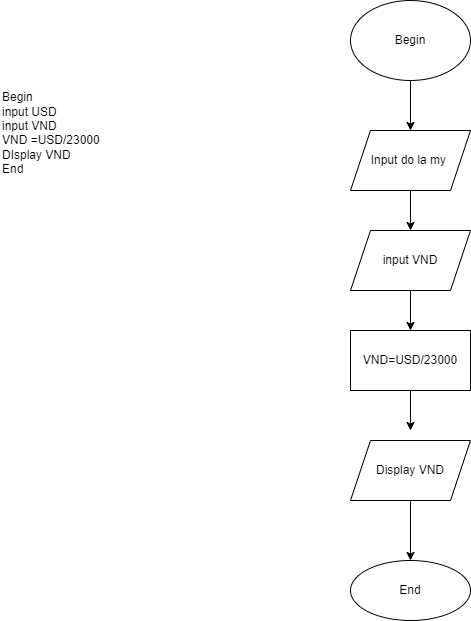 Begin
input USD
input VND
VND =USD/23000
DIsplay VND
End
Begin
Input do la my
input VND
VND=USD/23000
Display VND
End